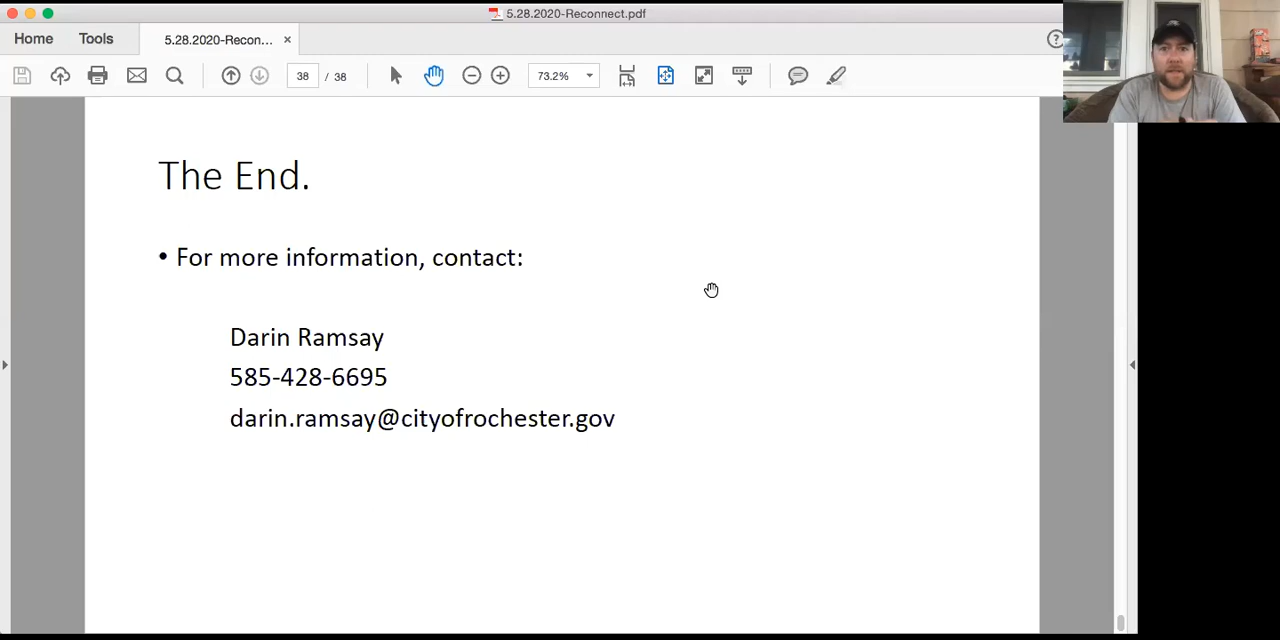 5.28.2020-Reconnect.pdf
Home Tools 5.28.2020-Recon... ×
38 / 38 73.2%
The End.
• For more information, contact:
Darin Ramsay
585-428-6695
darin.ramsay@cityofrochester.gov